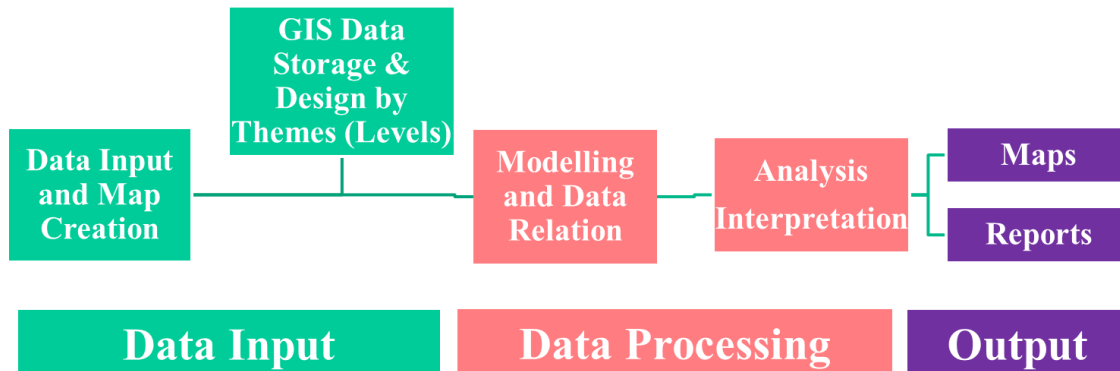 GIS Data
Storage &
Design by
Themes (Levels)
Data Input
and Map
Creation
Modelling
and Data
Relation
Analysis
Interpretation
Maps
Reports
Data Input
Data Processing
Output